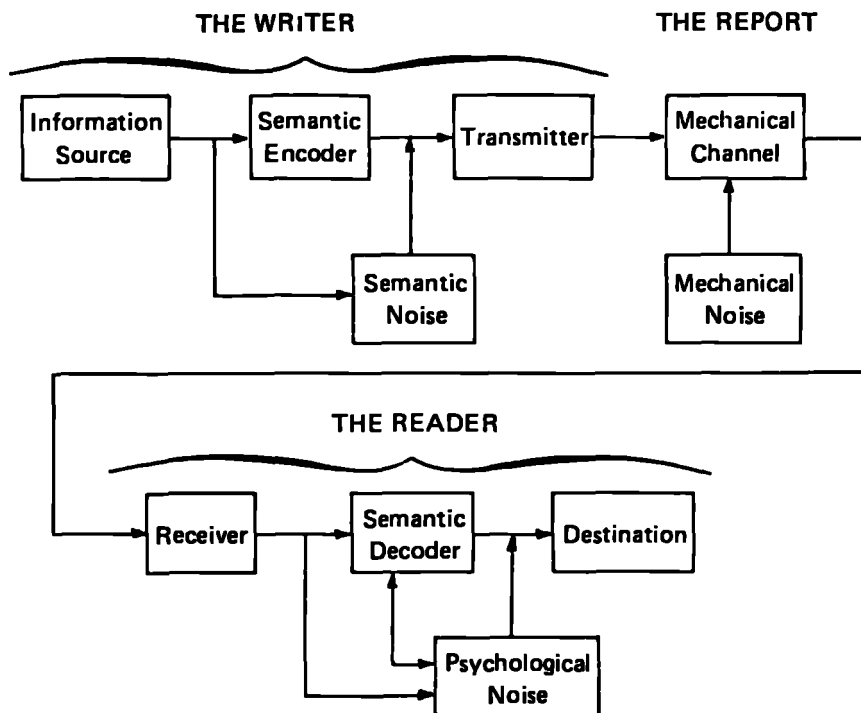 THE WRITER
THE REPORT
Information
Source
Semantic
Encoder
Transmitter
Mechanical
Channel
Semantic
Noise
Mechanical
Noise
THE READER
Receiver
Semantic
Decoder
Destination
Psychological
Noise